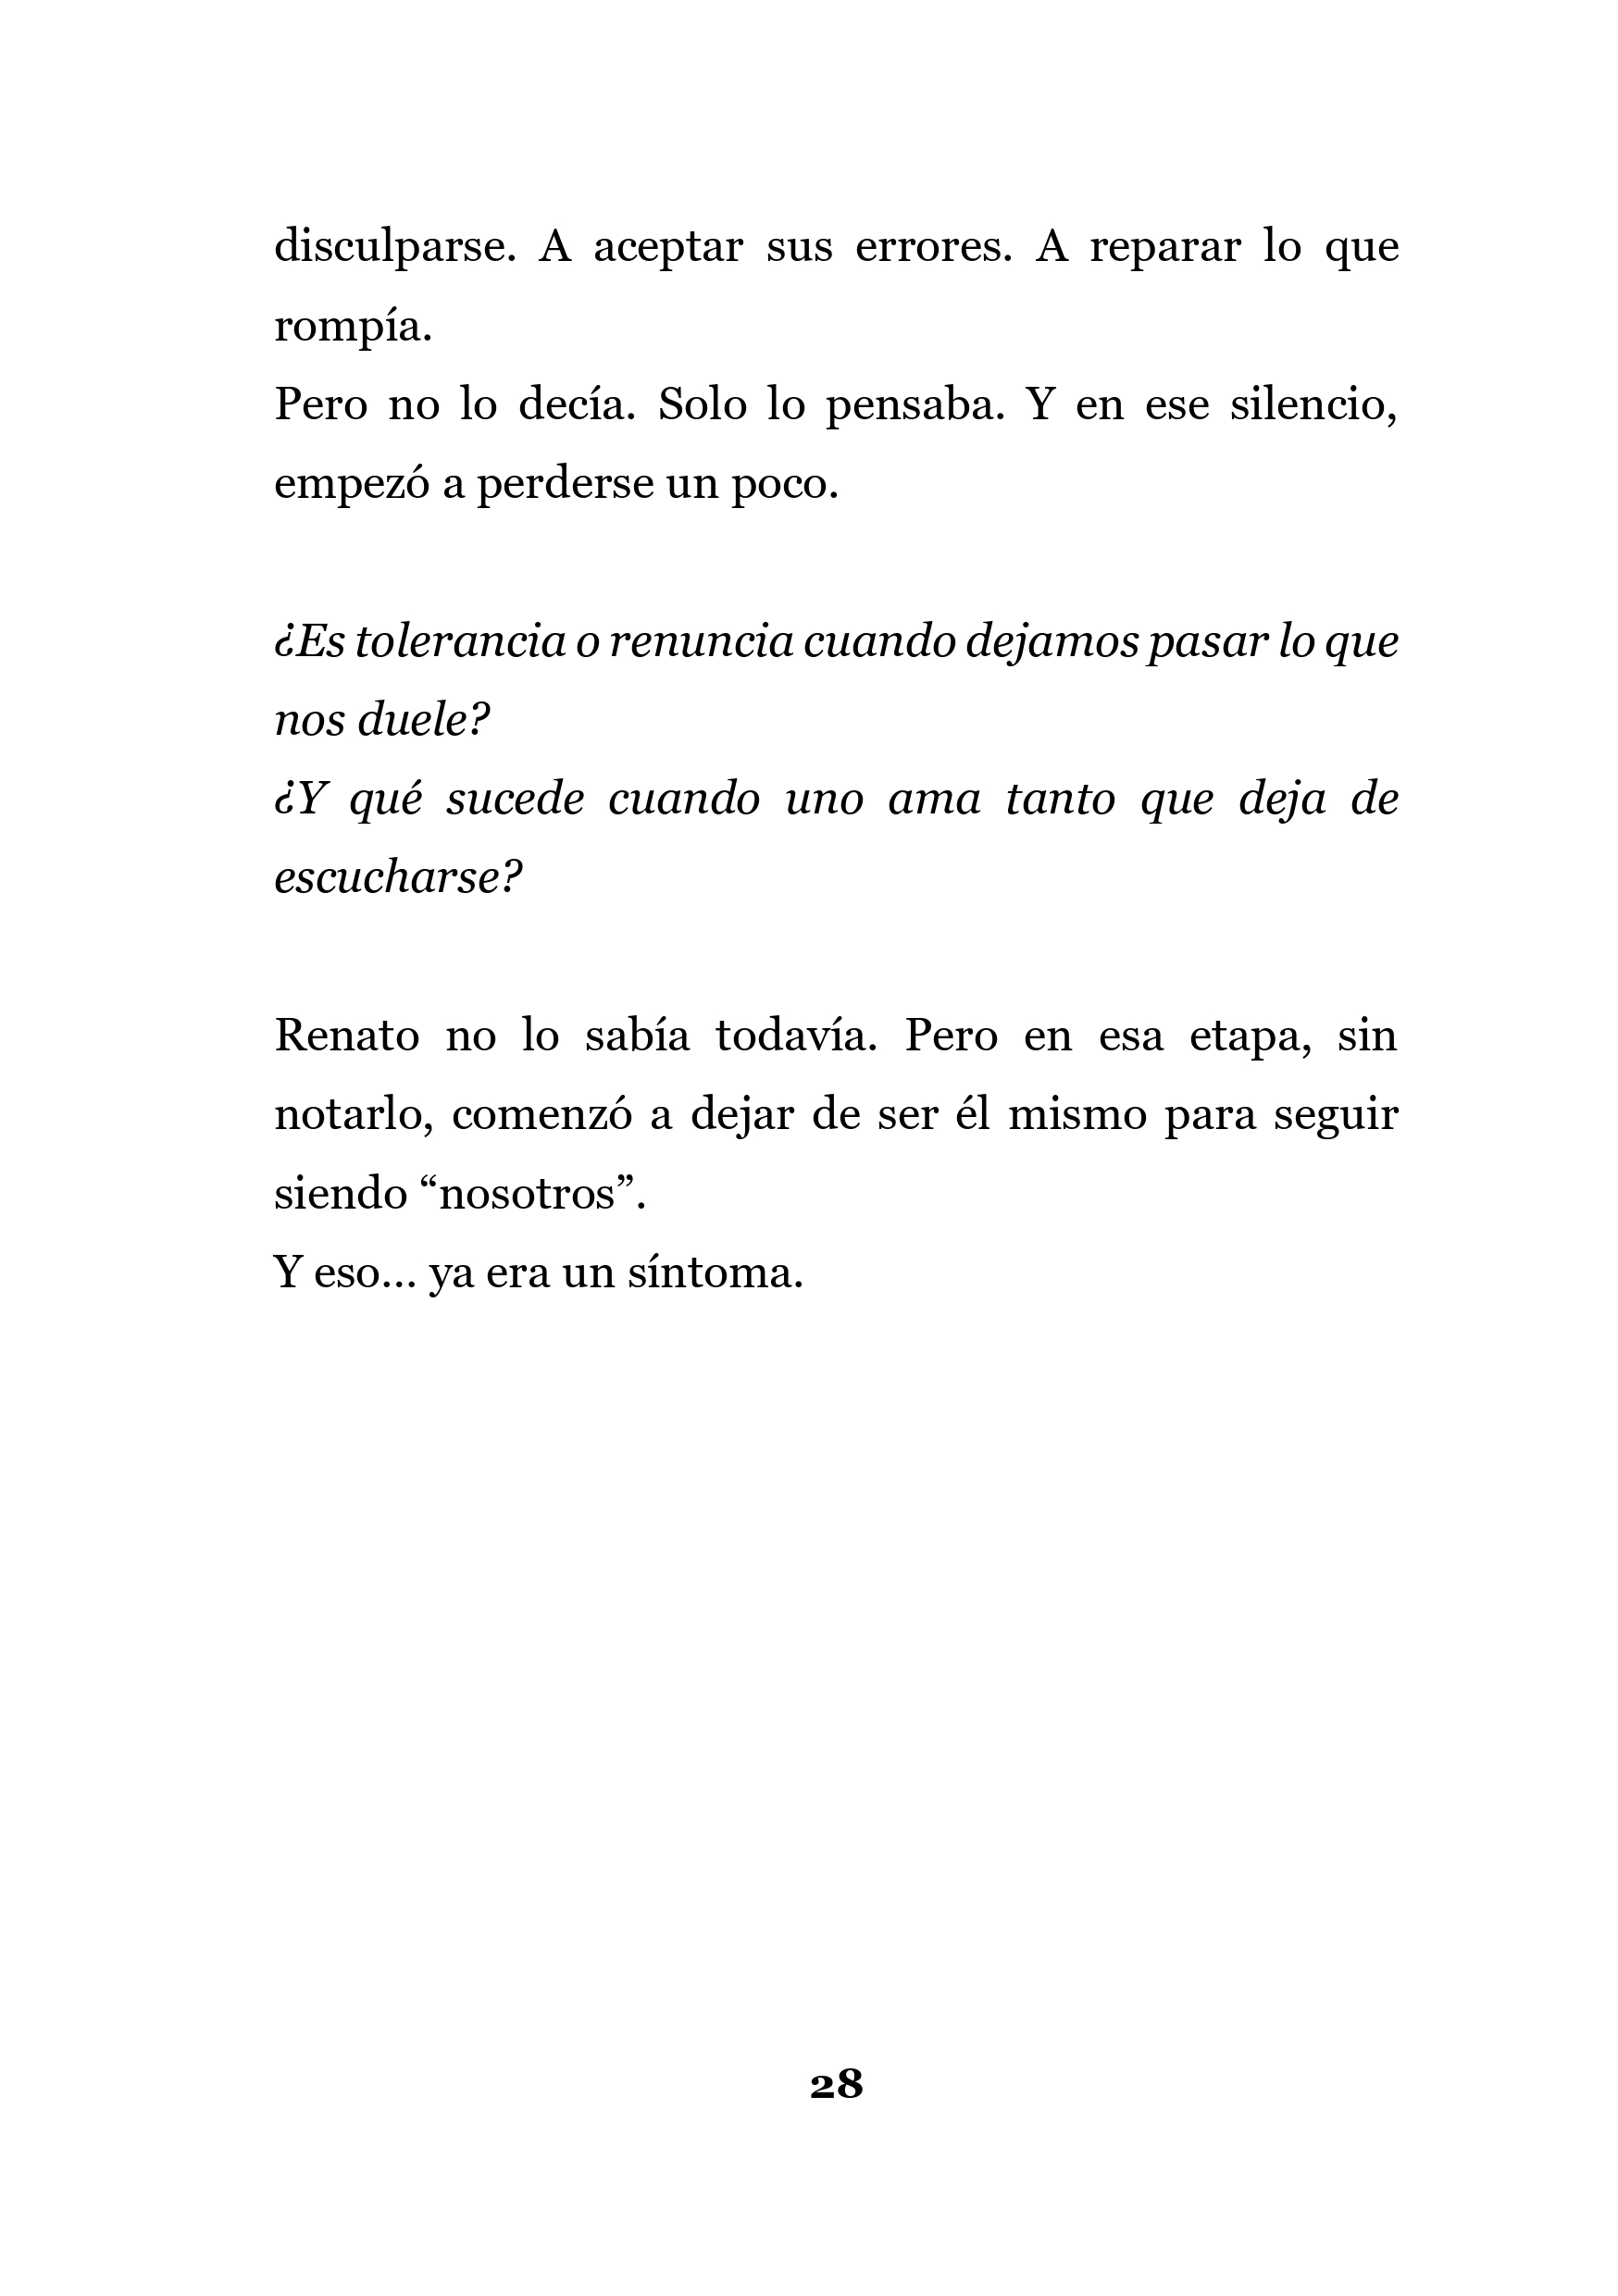 disculparse. A aceptar sus errores. A reparar lo que
rompía.
Pero no lo decía. Solo lo pensaba. Y en ese silencio,
empezó a perderse un poco.
¿Es tolerancia o renuncia cuando dejamos pasar lo que
nos duele?
¿Y qué sucede cuando uno ama tanto que deja de
escucharse?
Renato no lo sabía todavía. Pero en esa etapa, sin
notarlo, comenzó a dejar de ser él mismo para seguir
siendo “nosotros”.
Y eso… ya era un síntoma.
28